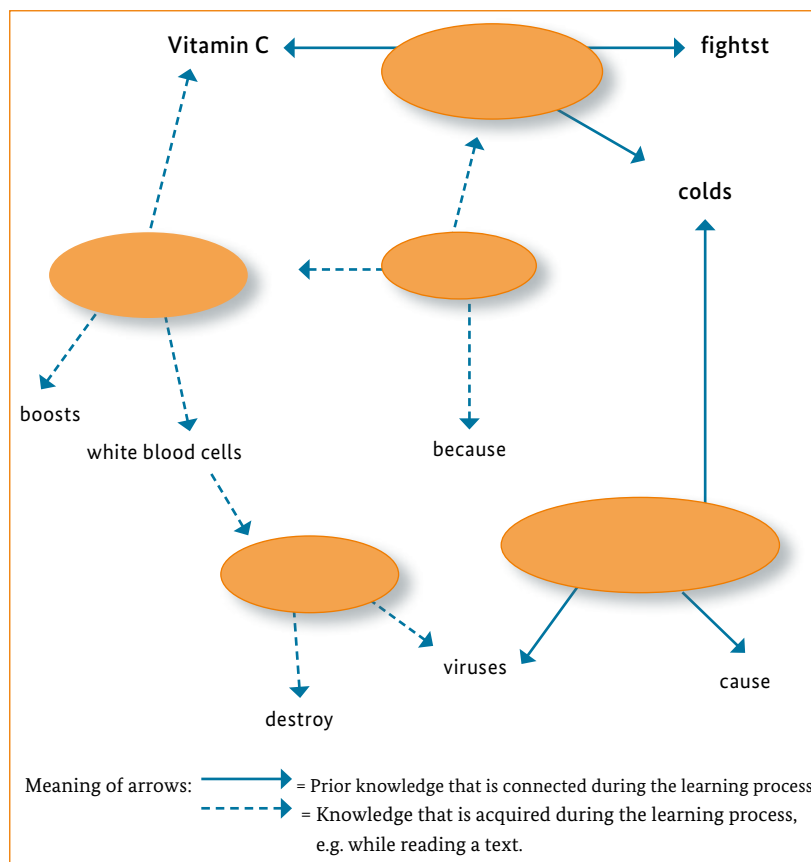 Vitamin C
fightst
colds
boosts
white blood cells
because
viruses
cause
destroy
Meaning of arrows: = Prior knowledge that is connected during the learning process
= Knowledge that is acquired during the learning process,
e.g. while reading a text.